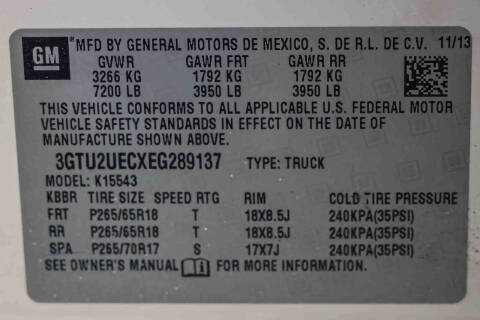 GM *MFD BY GENERAL MOTORS DE MEXICO, S. DE R.L. DE C.V. 11/13
GVWR GAWR FRT GAWR RR
3266 KG 1792 KG 1792 KG
7200 LB 3950 LB 3950 LB
THIS VEHICLE CONFORMS TO ALL APPLICABLE U.S. FEDERAL MOTOR
VEHICLE SAFETY STANDARDS IN EFFECT ON THE DATE OF
MANUFACTURE SHOWN ABOVE.
3GTU2UECXEG289137 TYPE: TRUCK
MODEL: K15543
KBBR TIRE SIZE SPEED RTG RIM COLD TIRE PRESSURE
FRT P265/65R18 T 18X8.5J 240KPA(35PSI)
RR P265/65R18 T 18X8.5J 240KPA(35PSI)
SPA P265/70R17 S 17X7J 240KPA(35PSI)
SEE OWNER'S MANUAL FOR MORE INFORMATION